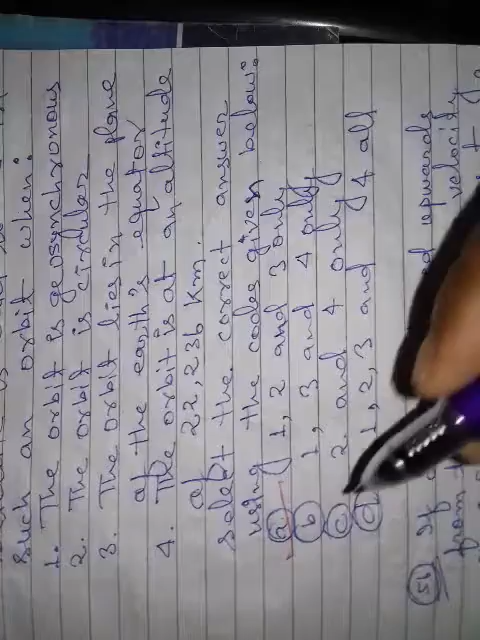 such an orbit when:
1. The orbit is geosynchronous
2. The orbit is circular
3. The orbit lies in the plane
of the earth's equator
4. The orbit is at an altitude
of 22,236 km.
Select the correct answer
using the codes given below:
(a) 1, 2 and 3 only
(b) 1, 3 and 4 only
(c) 2 and 4 only
(d) 1, 2, 3 and 4 all
(56) If upwards
from velocity